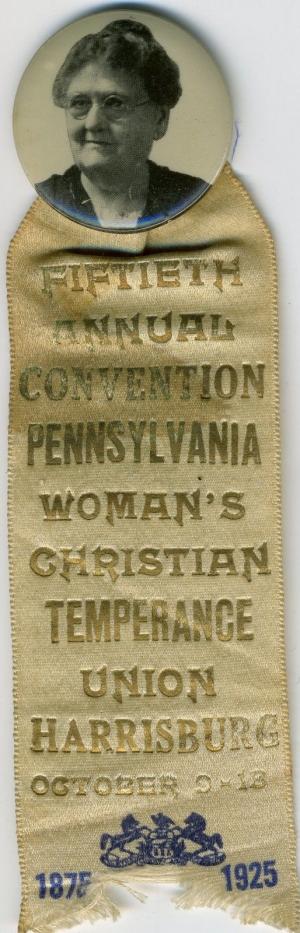 FIFTIETH
ANNUAL
CONVENTION
PENNSYLVANIA
WOMAN'S
CHRISTIAN
TEMPERANCE
UNION
HARRISBURG
OCTOBER 9-13
1875 1925